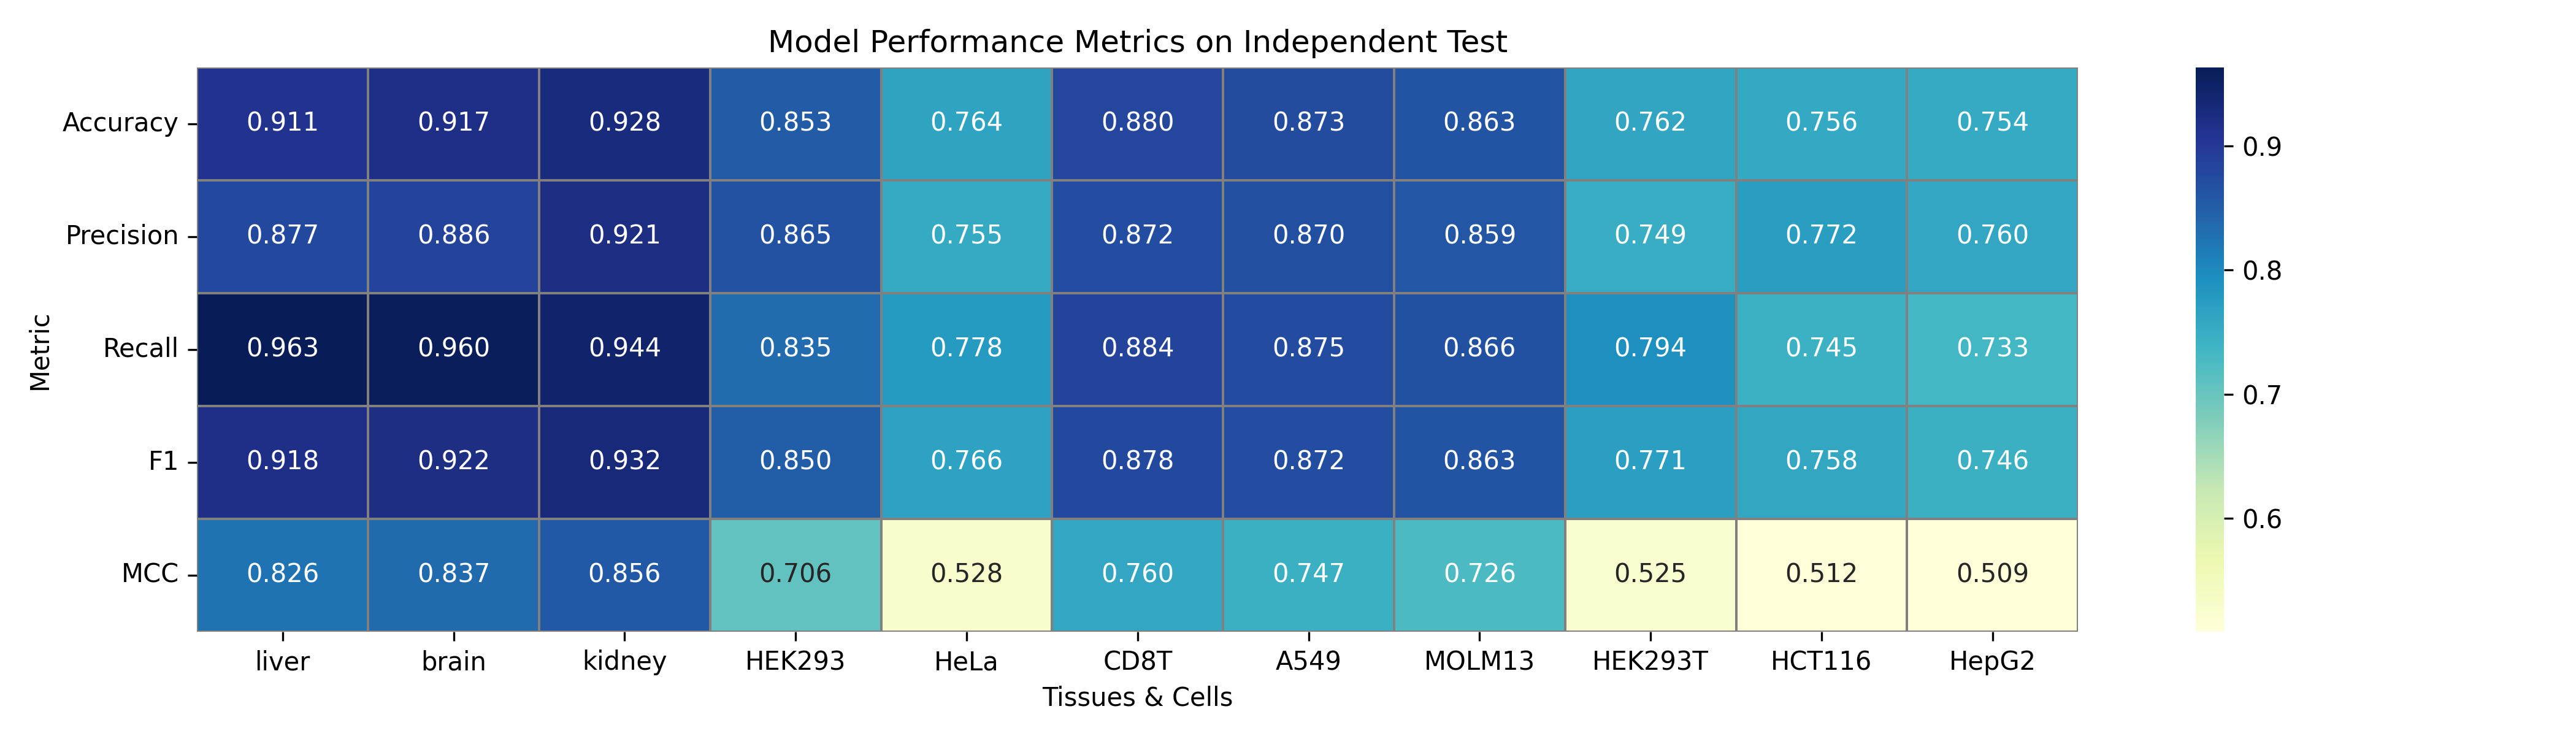 Model Performance Metrics on Independent Test
Accuracy 0.911 0.917 0.928 0.853 0.764 0.880 0.873 0.863 0.762 0.756 0.754
Precision 0.877 0.886 0.921 0.865 0.755 0.872 0.870 0.859 0.749 0.772 0.760
Recall 0.963 0.960 0.944 0.835 0.778 0.884 0.875 0.866 0.794 0.745 0.733
F1 0.918 0.922 0.932 0.850 0.766 0.878 0.872 0.863 0.771 0.758 0.746
MCC 0.826 0.837 0.856 0.706 0.528 0.760 0.747 0.726 0.525 0.512 0.509
liver brain kidney HEK293 HeLa CD8T A549 MOLM13 HEK293T HCT116 HepG2
Tissues & Cells
Metric
0.9
0.8
0.7
0.6